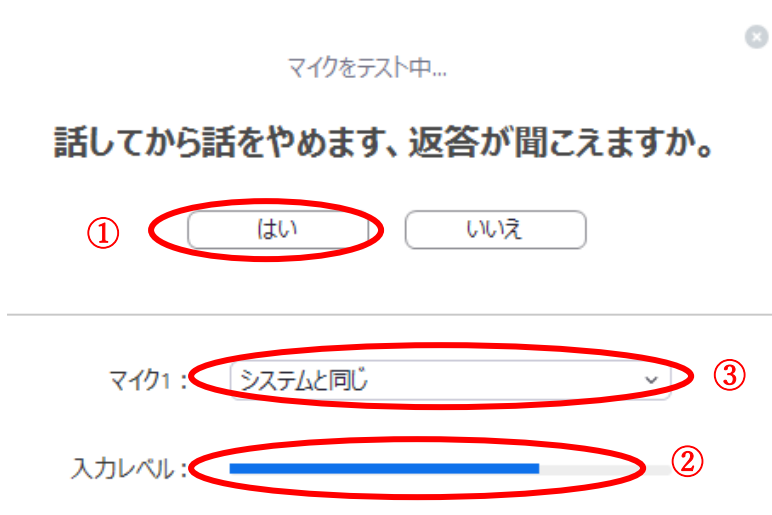 マイクをテスト中...
話してから話をやめます、返答が聞こえますか。
① はい いいえ
マイク1： システムと同じ ③
入力レベル： ②